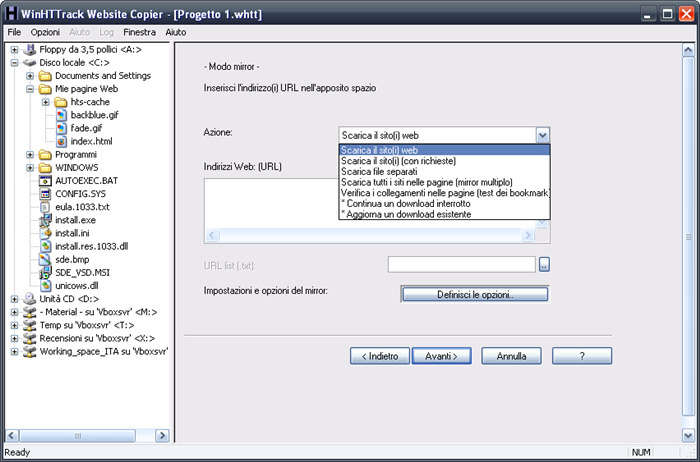 WinHTTrack Website Copier - [Progetto 1.whtt]
File Opzioni Aiuto Log Finestra Aiuto
Floppy da 3,5 pollici <A:>
Disco locale <C:>
Documents and Settings
Mie pagine Web
hts-cache
backblue.gif
fade.gif
index.html
Programmi
WINDOWS
AUTOEXEC.BAT
CONFIG.SYS
eula.1033.txt
install.exe
install.ini
install.res.1033.dll
sde.bmp
SDE_VSD.MSI
unicows.dll
Unità CD <D:>
- Material - su 'Vboxsvr' <M:>
Temp su 'Vboxsvr' <T:>
Recensioni su 'Vboxsvr' <X:>
Working_space_ITA su 'Vboxsvr'
- Modo mirror -
Inserisci l'indirizzo(i) URL nell'apposito spazio
Azione:
Scarica il sito(i) web
Scarica il sito(i) web
Scarica il sito(i) (con richieste)
Scarica file separati
Scarica tutti i siti nelle pagine (mirror multiplo)
Verifica i collegamenti nelle pagine (test dei bookmark)
* Continua un download interrotto
* Aggiorna un download esistente
Indirizzi Web: (URL)
URL list (.txt):
..
Impostazioni e opzioni del mirror:
Definisci le opzioni..
< Indietro
Avanti >
Annulla
?
Ready
NUM